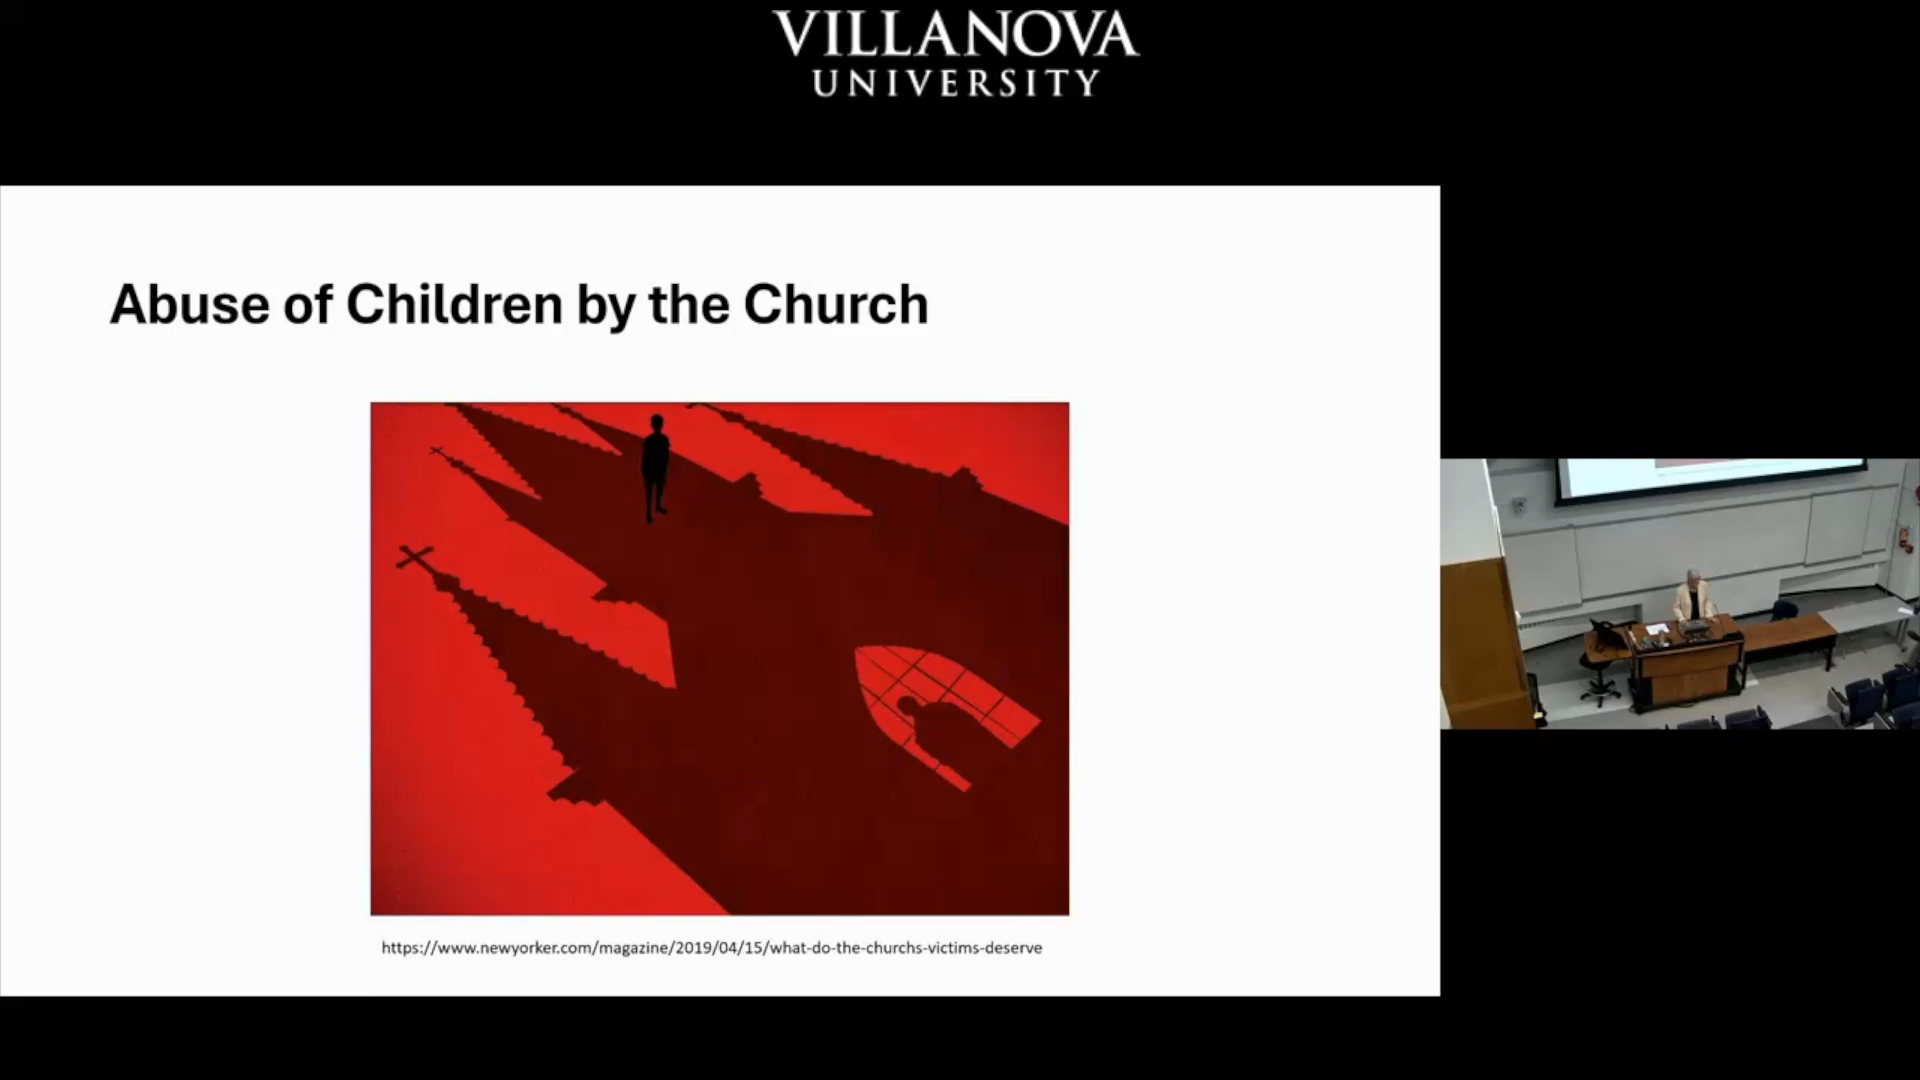 VILLANOVA
UNIVERSITY
Abuse of Children by the Church
https://www.newyorker.com/magazine/2019/04/15/what-do-the-churchs-victims-deserve